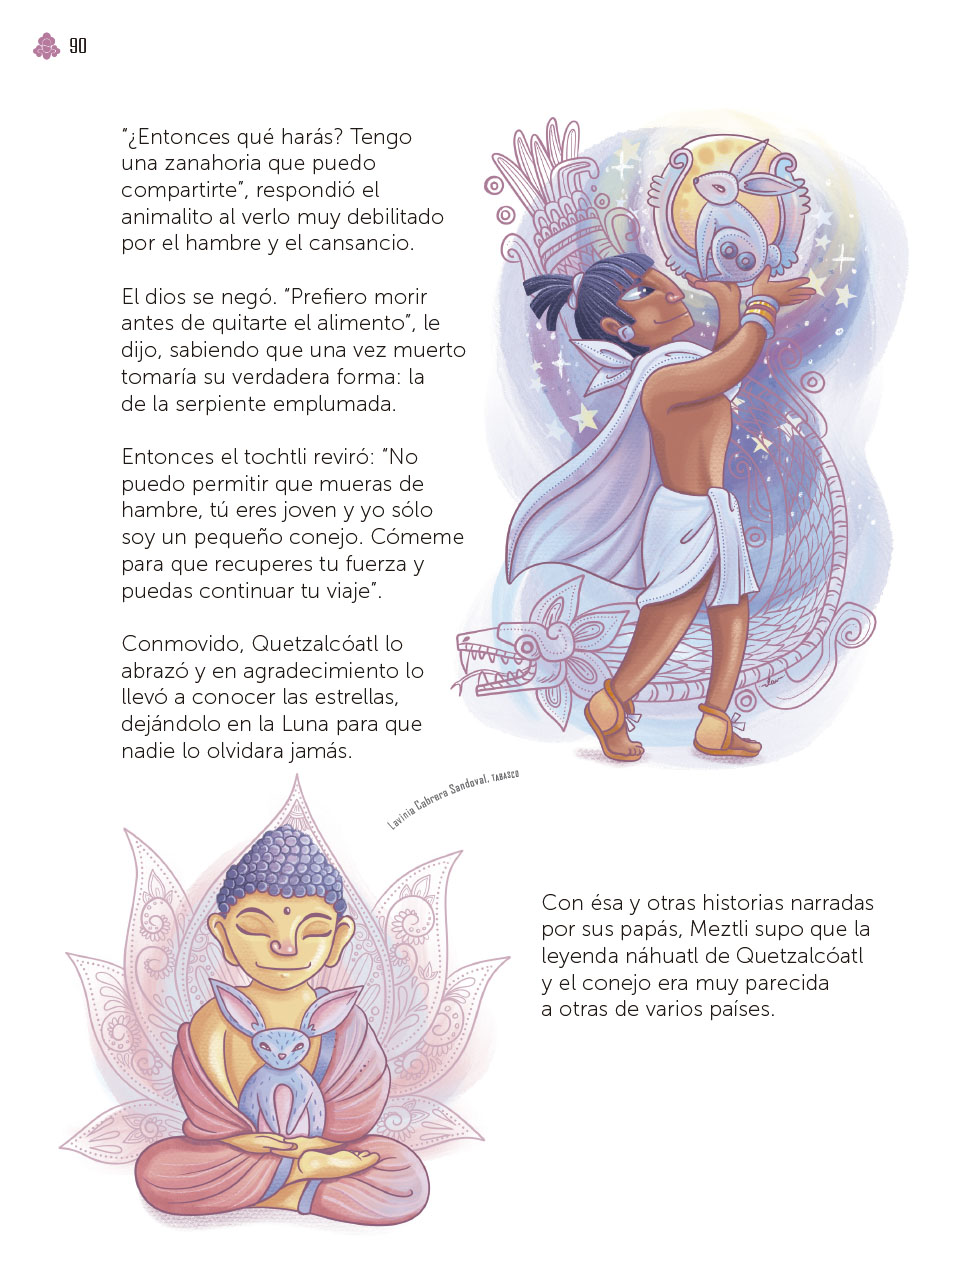 90
“¿Entonces qué harás? Tengo
una zanahoria que puedo
compartirte”, respondió el
animalito al verlo muy debilitado
por el hambre y el cansancio.
El dios se negó. “Prefiero morir
antes de quitarte el alimento”, le
dijo, sabiendo que una vez muerto
tomaría su verdadera forma: la
de la serpiente emplumada.
Entonces el tochtli reviró: “No
puedo permitir que mueras de
hambre, tú eres joven y yo sólo
soy un pequeño conejo. Cómeme
para que recuperes tu fuerza y
puedas continuar tu viaje”.
Conmovido, Quetzalcóatl lo
abrazó y en agradecimiento lo
llevó a conocer las estrellas,
dejándolo en la Luna para que
nadie lo olvidara jamás.
Lavinia Cabrera Sandoval, TABASCO
Con ésa y otras historias narradas
por sus papás, Meztli supo que la
leyenda náhuatl de Quetzalcóatl
y el conejo era muy parecida
a otras de varios países.